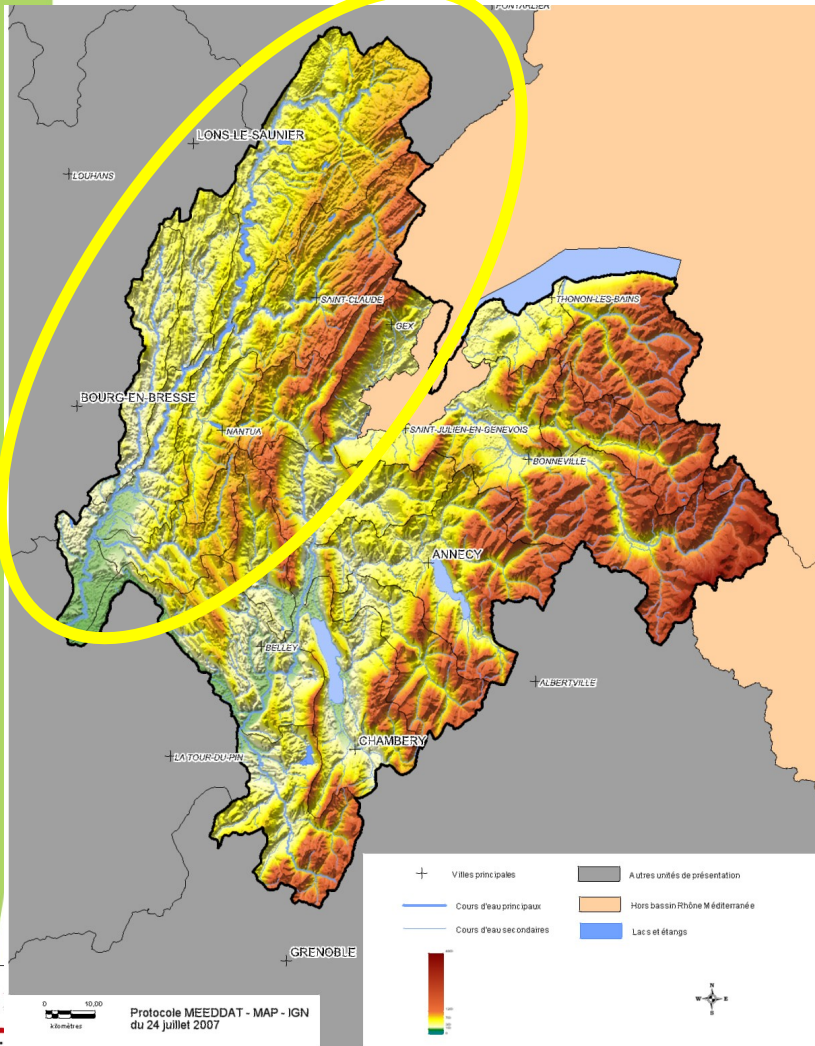 PONTARLIER
LONS-LE-SAUNIER
LOUHANS
SAINT-CLAUDE
THONON-LES-BAINS
GEX
BOURG-EN-BRESSE
NANTUA
SAINT-JULIEN-EN-GENEVOIS
BONNEVILLE
ANNECY
BELLEY
ALBERTVILLE
CHAMBERY
LA TOUR-DU-PIN
GRENOBLE
Villes principales
Cours d'eau principaux
Cours d'eau secondaires
Autres unités de présentation
Hors bassin Rhône Méditerranée
Lacs et étangs
N
W E
S
0 10,00
kilomètres
Protocole MEEDDAT - MAP - IGN
du 24 juillet 2007